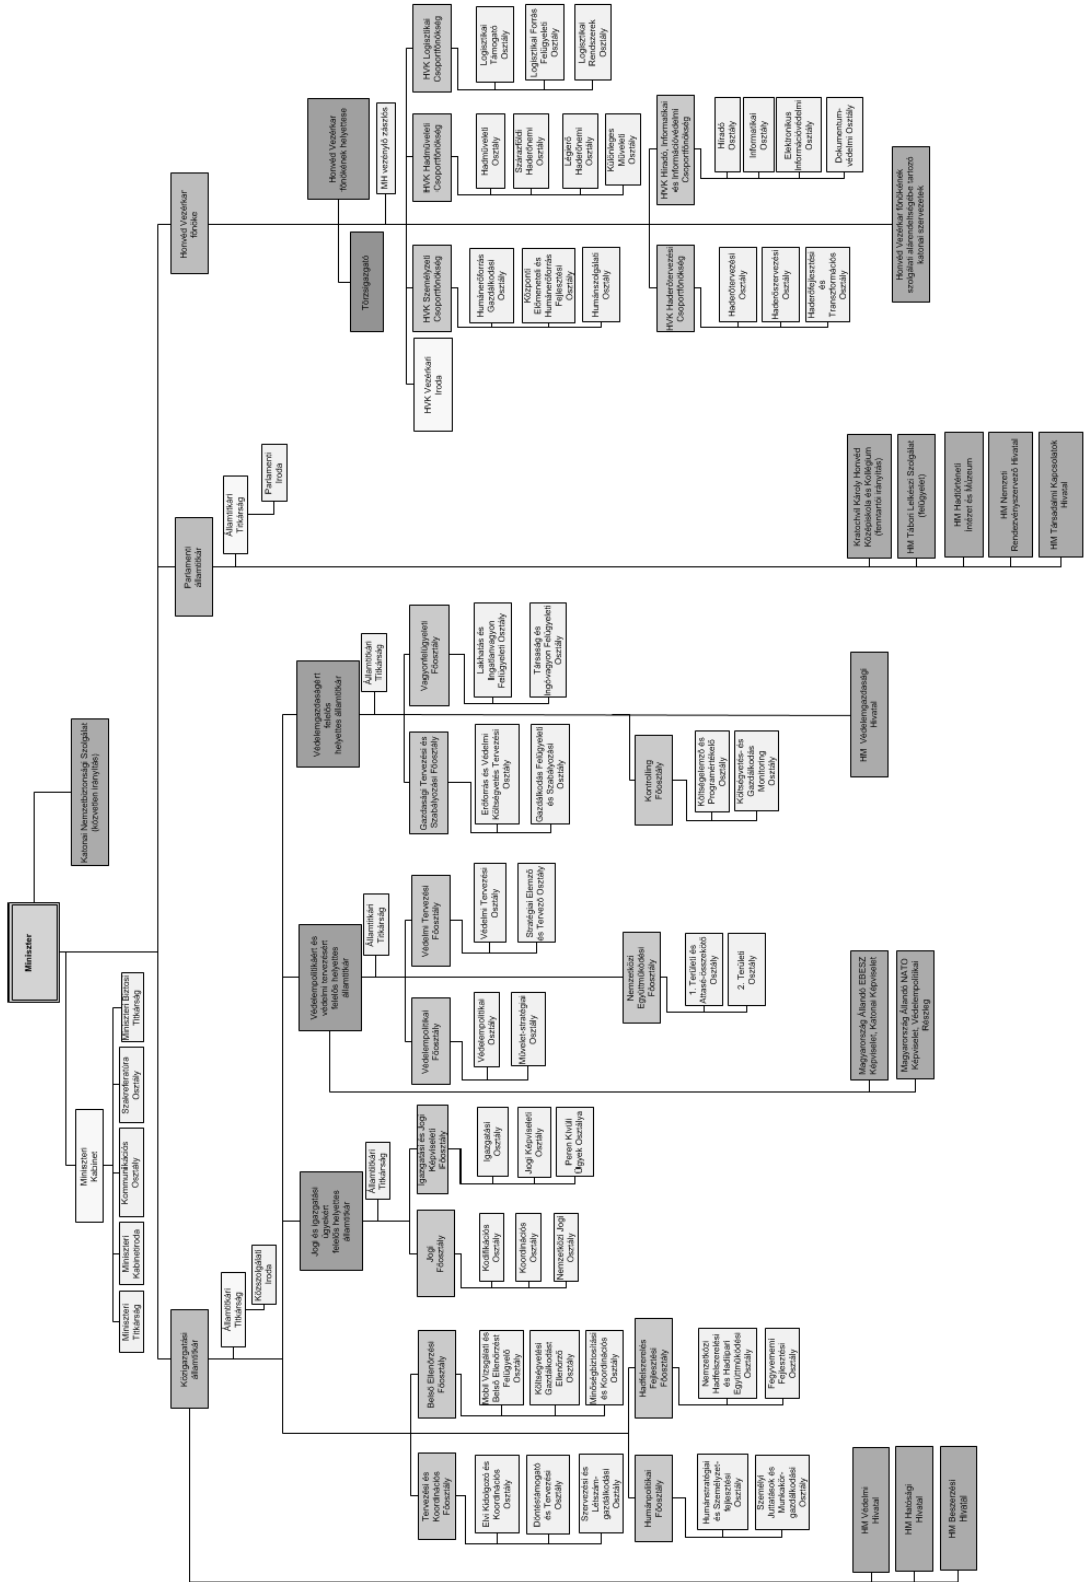 Miniszter
Katonai Nemzetbiztonsági Szolgálat
(közvetlen irányítás)
Miniszteri
Kabinet
Miniszteri
Titkárság
Miniszteri
Kabinetiroda
Kommunikációs
Osztály
Szakreferatúra
Osztály
Miniszteri Biztosi
Titkárság
Közigazgatási
államtitkár
Államtitkári
Titkárság
Közszolgálati
Iroda
Tervezési és
Koordinációs
Főosztály
Elvi Kidolgozó és
Koordinációs
Osztály
Döntéstámogató
és Tervezési
Osztály
Szervezési és
Létszám-
gazdálkodási
Osztály
Belső Ellenőrzési
Főosztály
Mobil Vizsgálati és
Belső Ellenőrzést
Felügyelő
Osztály
Költségvetési
Gazdálkodást
Ellenőrző
Osztály
Minőségbiztosítási
és Koordinációs
Osztály
Humánpolitikai
Főosztály
Humánstratégiai
és Személyzet-
fejlesztési
Osztály
Személyi
Juttatások és
Munkakör-
gazdálkodási
Osztály
Hadfelszerelés
Fejlesztési
Főosztály
Nemzetközi
Hadfelszerelési
és Hadiipari
Együttműködési
Osztály
Fegyvernemi
Fejlesztési
Osztály
HM Védelmi
Hivatal
HM Hatósági
Hivatal
HM Beszerzési
Hivatal
Jogi és igazgatási
ügyekért
felelős helyettes
államtitkár
Államtitkári
Titkárság
Jogi
Főosztály
Kodifikációs
Osztály
Koordinációs
Osztály
Nemzetközi Jogi
Osztály
Igazgatási és Jogi
Képviseleti
Főosztály
Igazgatási
Osztály
Jogi Képviseleti
Osztály
Peren Kívüli
Ügyek Osztálya
Védelempolitikáért és
védelmi tervezésért
felelős helyettes
államtitkár
Államtitkári
Titkárság
Védelempolitikai
Főosztály
Védelempolitikai
Osztály
Művelet-stratégiai
Osztály
Védelmi Tervezési
Főosztály
Védelmi Tervezési
Osztály
Stratégiai Elemző
és Tervező Osztály
Nemzetközi
Együttműködési
Főosztály
1. Területi és
Attasé-összekötő
Osztály
2. Területi
Osztály
Magyarország Állandó EBESZ
Képviselet, Katonai Képviselet
Magyarország Állandó NATO
Képviselet, Védelempolitikai
Részleg
Védelemgazdaságért
felelős
helyettes államtitkár
Államtitkári
Titkárság
Gazdasági Tervezési és
Szabályozási Főosztály
Erőforrás és Védelmi
Költségvetés Tervezési
Osztály
Gazdálkodás Felügyeleti
és Szabályozási
Osztály
Vagyonfelügyeleti
Főosztály
Lakhatás és
Ingatlanvagyon
Felügyeleti Osztály
Társaság és
Ingóvagyon Felügyeleti
Osztály
Kontrolling
Főosztály
Költségelemző és
Programértékelő
Osztály
Költségvetés- és
Gazdálkodás
Monitoring
Osztály
HM Védelemgazdasági
Hivatal
Parlamenti
államtitkár
Államtitkári
Titkárság
Parlamenti
Iroda
Kratochvil Károly Honvéd
Középiskola és Kollégium
(fenntartói irányítás)
HM Tábori Lelkészi Szolgálat
(felügyelet)
HM Hadtörténeti
Intézet és Múzeum
HM Nemzeti
Rendezvényszervező Hivatal
HM Társadalmi Kapcsolatok
Hivatal
Honvéd Vezérkar
főnöke
Törzsigazgató
Honvéd Vezérkar
főnökének helyettese
MH vezénylő zászlós
HVK Vezérkari
Iroda
HVK Személyzeti
Csoportfőnökség
Humánerőforrás
Gazdálkodási
Osztály
Központi
Előmeneteli és
Humánerőforrás
Fejlesztési
Osztály
Humánszolgálati
Osztály
HVK Hadműveleti
Csoportfőnökség
Hadműveleti
Osztály
Szárazföldi
Haderőnemi
Osztály
Légierő
Haderőnemi
Osztály
Különleges
Műveleti
Osztály
HVK Logisztikai
Csoportfőnökség
Logisztikai
Támogató
Osztály
Logisztikai Forrás
Felügyeleti
Osztály
Logisztikai
Rendszerek
Osztály
HVK Haderőtervezési
Csoportfőnökség
Haderőtervezési
Osztály
Haderőszervezési
Osztály
Haderőfejlesztési
és
Transzformációs
Osztály
HVK Híradó, Informatikai
és Információvédelmi
Csoportfőnökség
Híradó
Osztály
Informatikai
Osztály
Elektronikus
Információvédelmi
Osztály
Dokumentum-
védelmi Osztály
Honvéd Vezérkar főnökének
szolgálati alárendeltségébe tartozó
katonai szervezetek